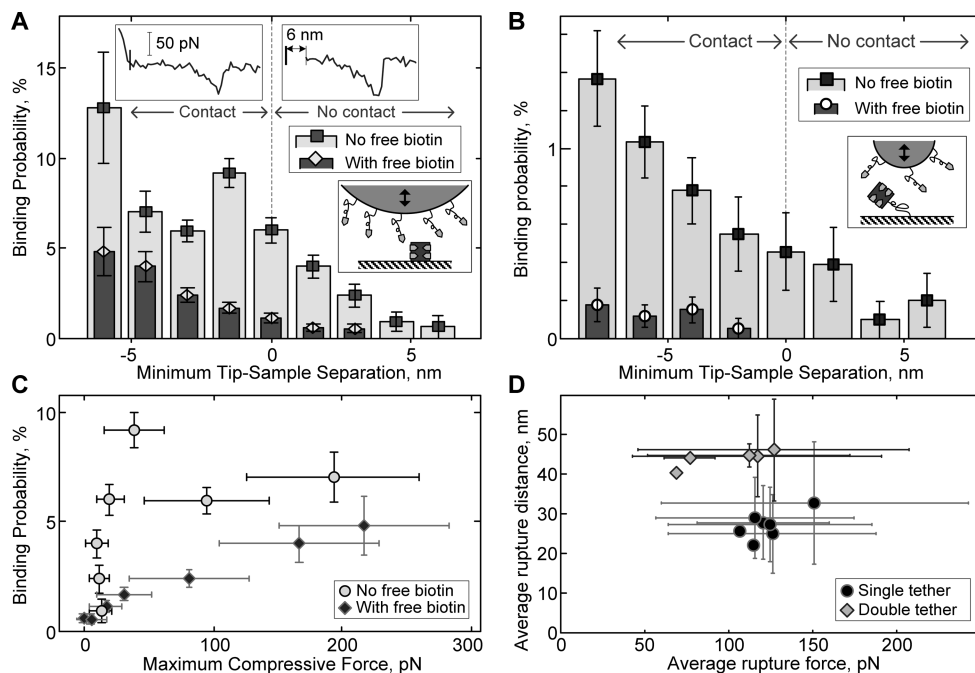 A
50 pN
6 nm
Contact
No contact
No free biotin
With free biotin
Binding Probability, %
15
10
5
0
-5
0
5
Minimum Tip-Sample Separation, nm
B
Contact
No contact
No free biotin
With free biotin
Binding probability, %
1
0
-5
0
5
Minimum Tip-Sample Separation, nm
C
Binding Probability, %
10
5
0
No free biotin
With free biotin
0
100
200
300
Maximum Compressive Force, pN
D
Average rupture distance, nm
50
40
30
20
10
0
Single tether
Double tether
0
50
100
150
200
Average rupture force, pN